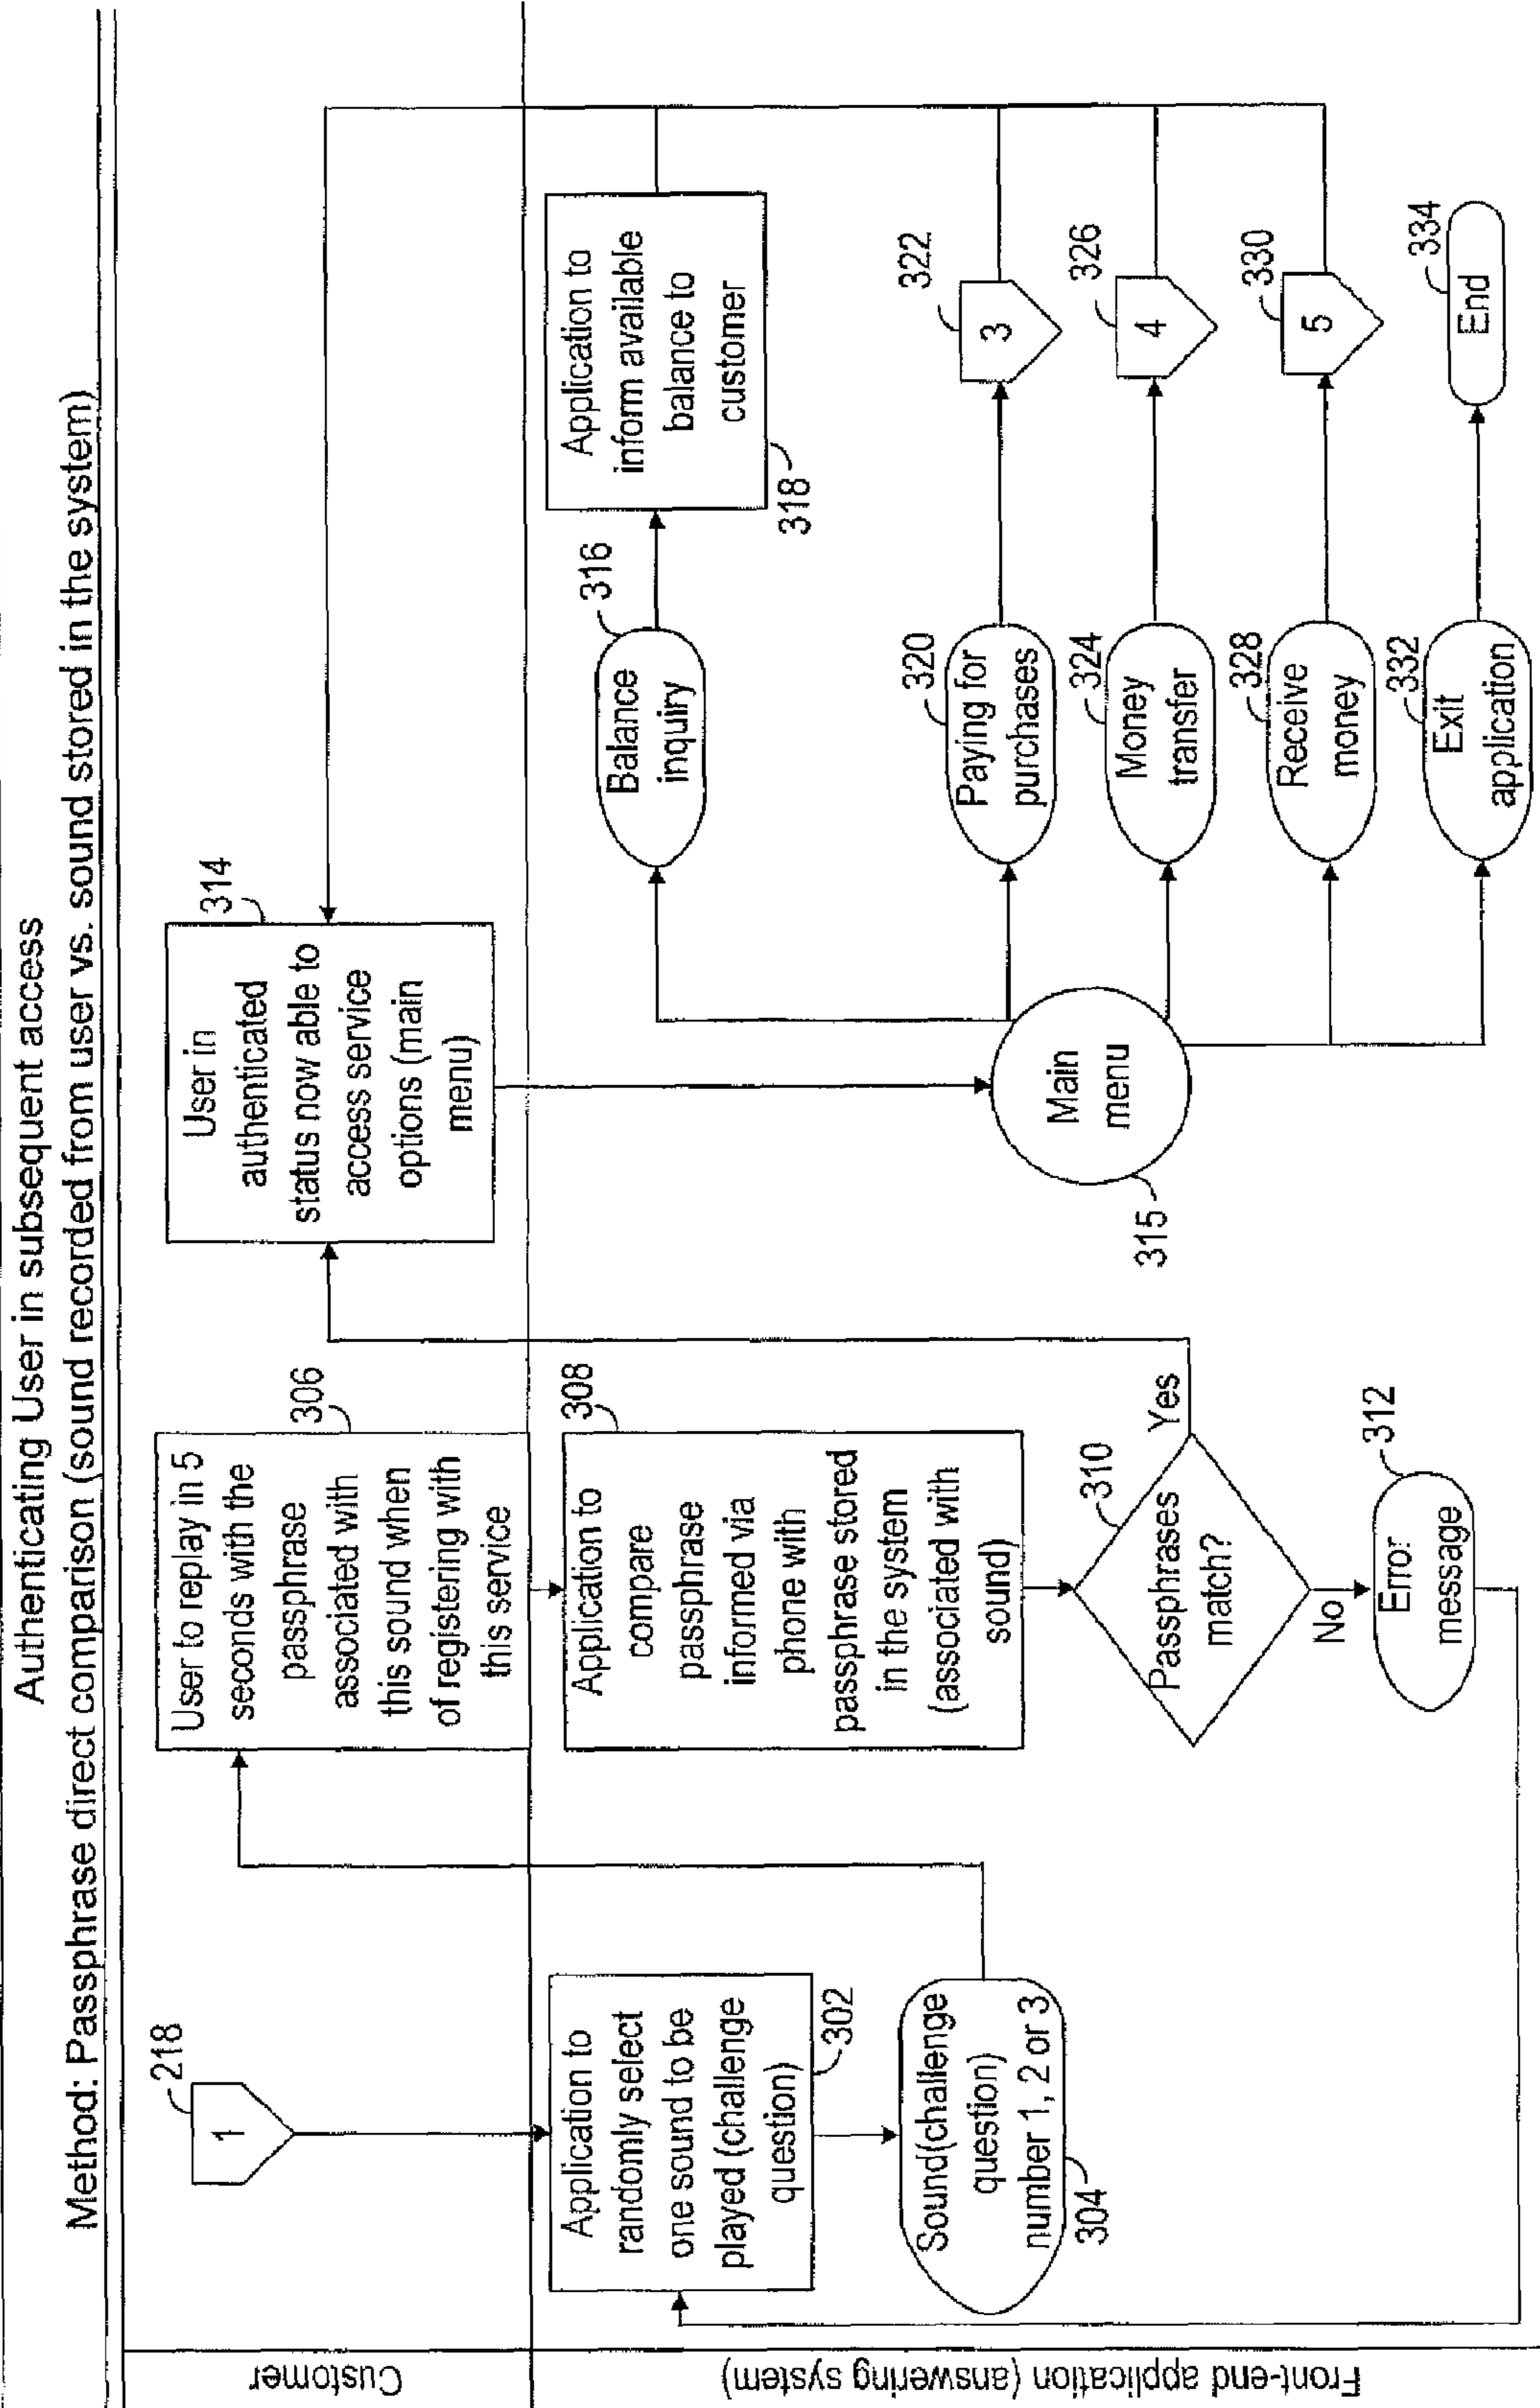 Authenticating User in subsequent access
Method: Passphrase direct comparison (sound recorded from user vs. sound stored in the system)
Customer
218
1
User to replay in 5
seconds with the
passphrase
associated with
this sound when
of registering with
this service
306
User in
authenticated
status now able to
access service
options (main
menu)
314
Front-end application (answering system)
Application to
randomly select
one sound to be
played (challenge
question)
302
Sound(challenge
question)
number 1, 2 or 3
304
308
Application to
compare
passphrase
informed via
phone with
passphrase stored
in the system
(associated with
sound)
310
Passphrases
match?
Yes
No
312
Error
message
Main
menu
315
316
Balance
inquiry
Application to
inform available
balance to
customer
318
320
Paying for
purchases
322
3
324
Money
transfer
326
4
328
Receive
money
330
5
332
Exit
application
334
End